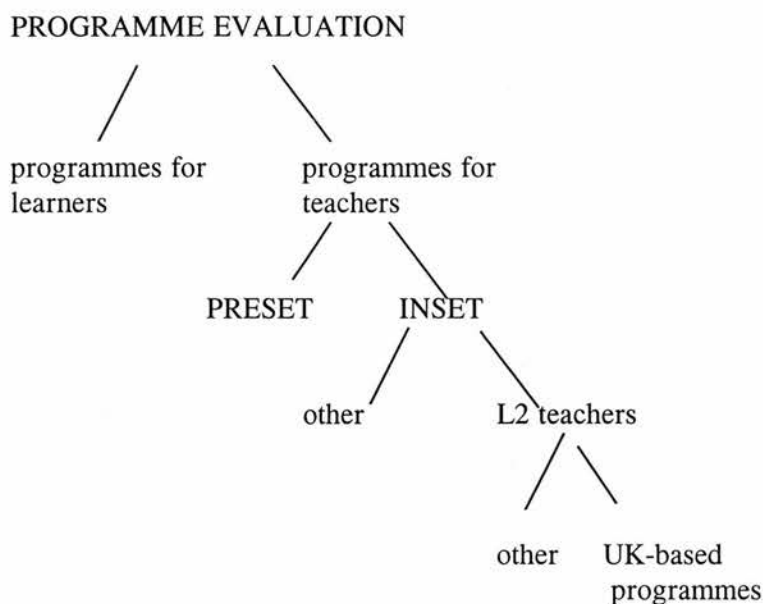 PROGRAMME EVALUATION
programmes for
learners
programmes for
teachers
PRESET
INSET
other
L2 teachers
other
UK-based
programmes